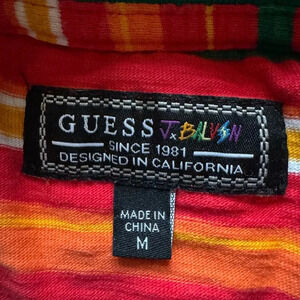 GUESS J x BALVIN
SINCE 1981
DESIGNED IN CALIFORNIA
MADE IN
CHINA
M